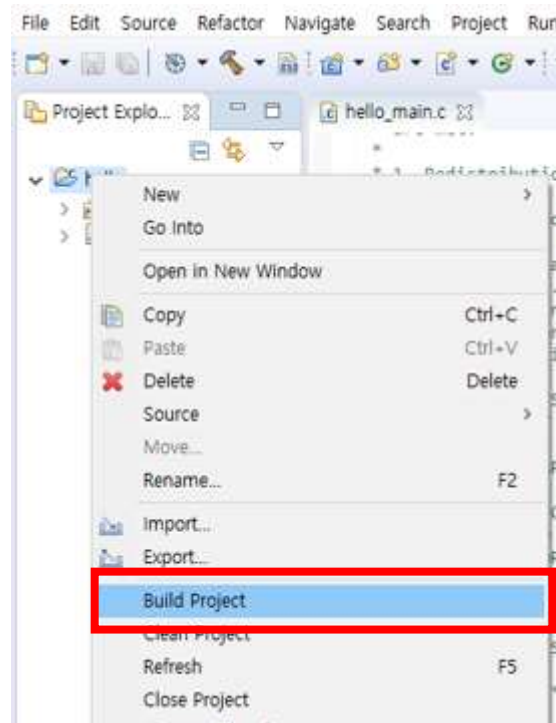 File Edit Source Refactor Navigate Search Project Run
Project Explo...
hello_main.c
New
Go Into
Open in New Window
Copy Ctrl+C
Paste Ctrl+V
Delete Delete
Source
Move...
Rename... F2
Import...
Export...
Build Project
Clean Project
Refresh F5
Close Project